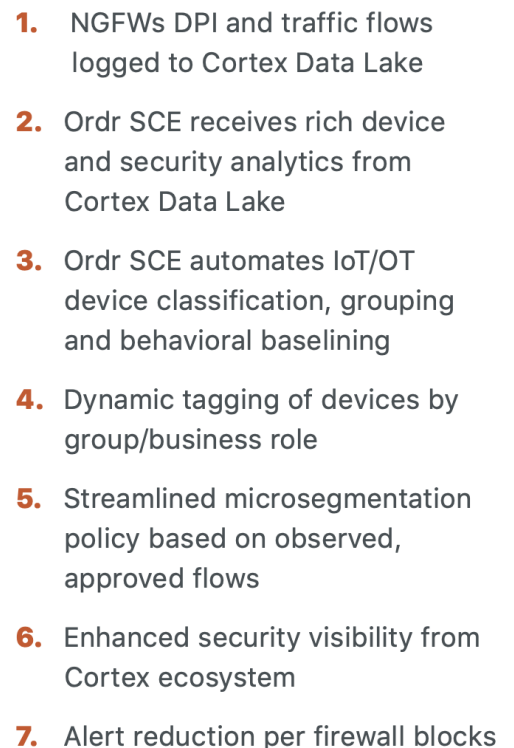 1. NGFWs DPI and traffic flows
logged to Cortex Data Lake
2. Ordr SCE receives rich device
and security analytics from
Cortex Data Lake
3. Ordr SCE automates IoT/OT
device classification, grouping
and behavioral baselining
4. Dynamic tagging of devices by
group/business role
5. Streamlined microsegmentation
policy based on observed,
approved flows
6. Enhanced security visibility from
Cortex ecosystem
7. Alert reduction per firewall blocks